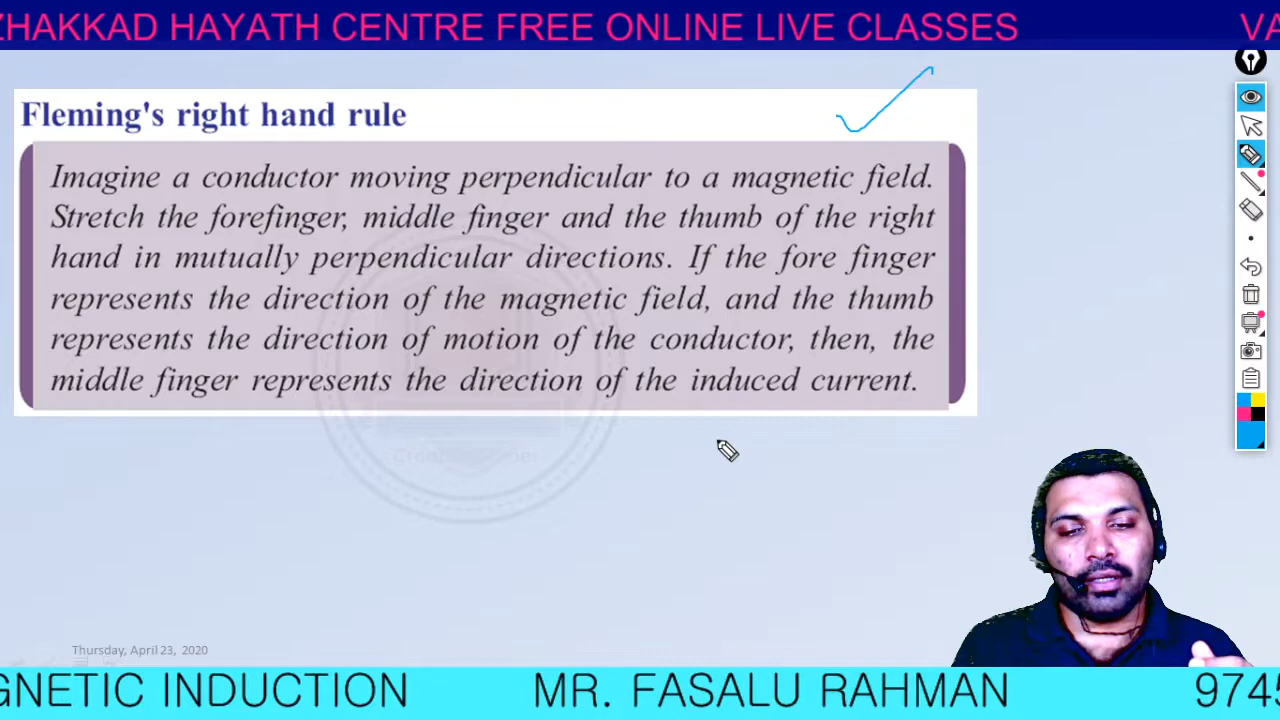 ZHAKKAD HAYATH CENTRE FREE ONLINE LIVE CLASSES VA
Fleming's right hand rule
Imagine a conductor moving perpendicular to a magnetic field.
Stretch the forefinger, middle finger and the thumb of the right
hand in mutually perpendicular directions. If the fore finger
represents the direction of the magnetic field, and the thumb
represents the direction of motion of the conductor, then, the
middle finger represents the direction of the induced current.
Thursday, April 23, 2020
GNETIC INDUCTION MR. FASALU RAHMAN 9745